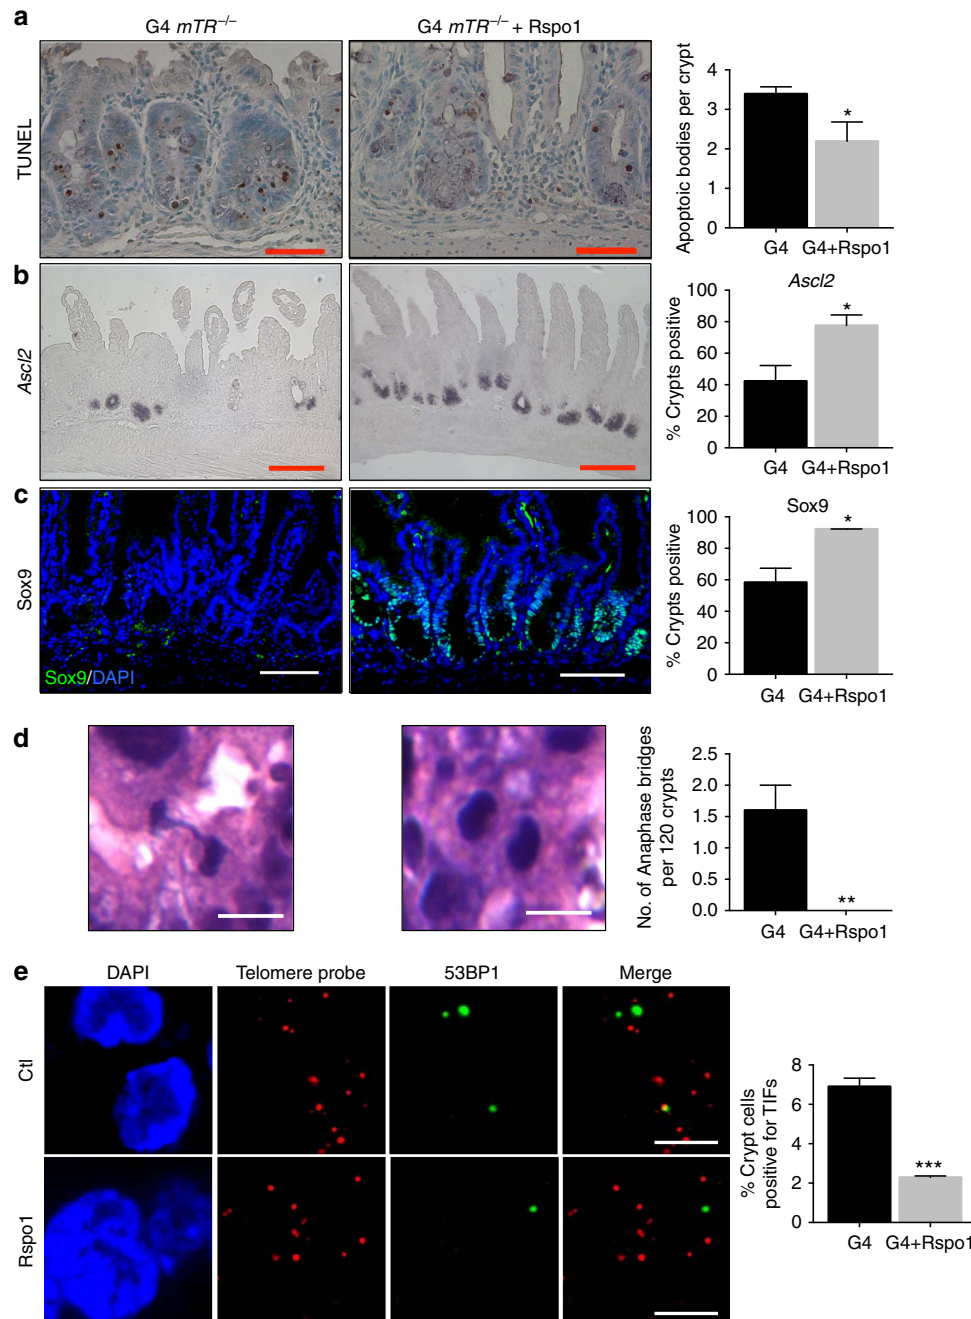 a
G4 mTR–/–
G4 mTR–/– + Rspo1
TUNEL
Apoptoic bodies per crypt
4
3
2
1
0
*
G4
G4+Rspo1
b
Ascl2
Ascl2
% Crypts positive
100
80
60
40
20
0
*
G4
G4+Rspo1
c
Sox9
Sox9/DAPI
Sox9
% Crypts positive
100
80
60
40
20
0
*
G4
G4+Rspo1
d
No. of Anaphase bridges
per 120 crypts
2.5
2.0
1.5
1.0
0.5
0.0
**
G4
G4+Rspo1
e
DAPI
Telomere probe
53BP1
Merge
Ctl
Rspo1
% Crypt cells
positive for TIFs
8
6
4
2
0
***
G4
G4+Rspo1